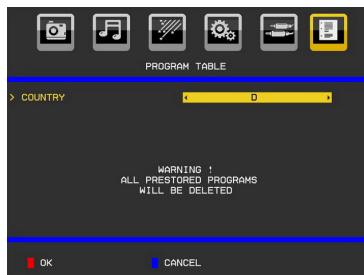 PROGRAM TABLE
> COUNTRY D
WARNING !
ALL PRESTORED PROGRAMS
WILL BE DELETED
OK CANCEL